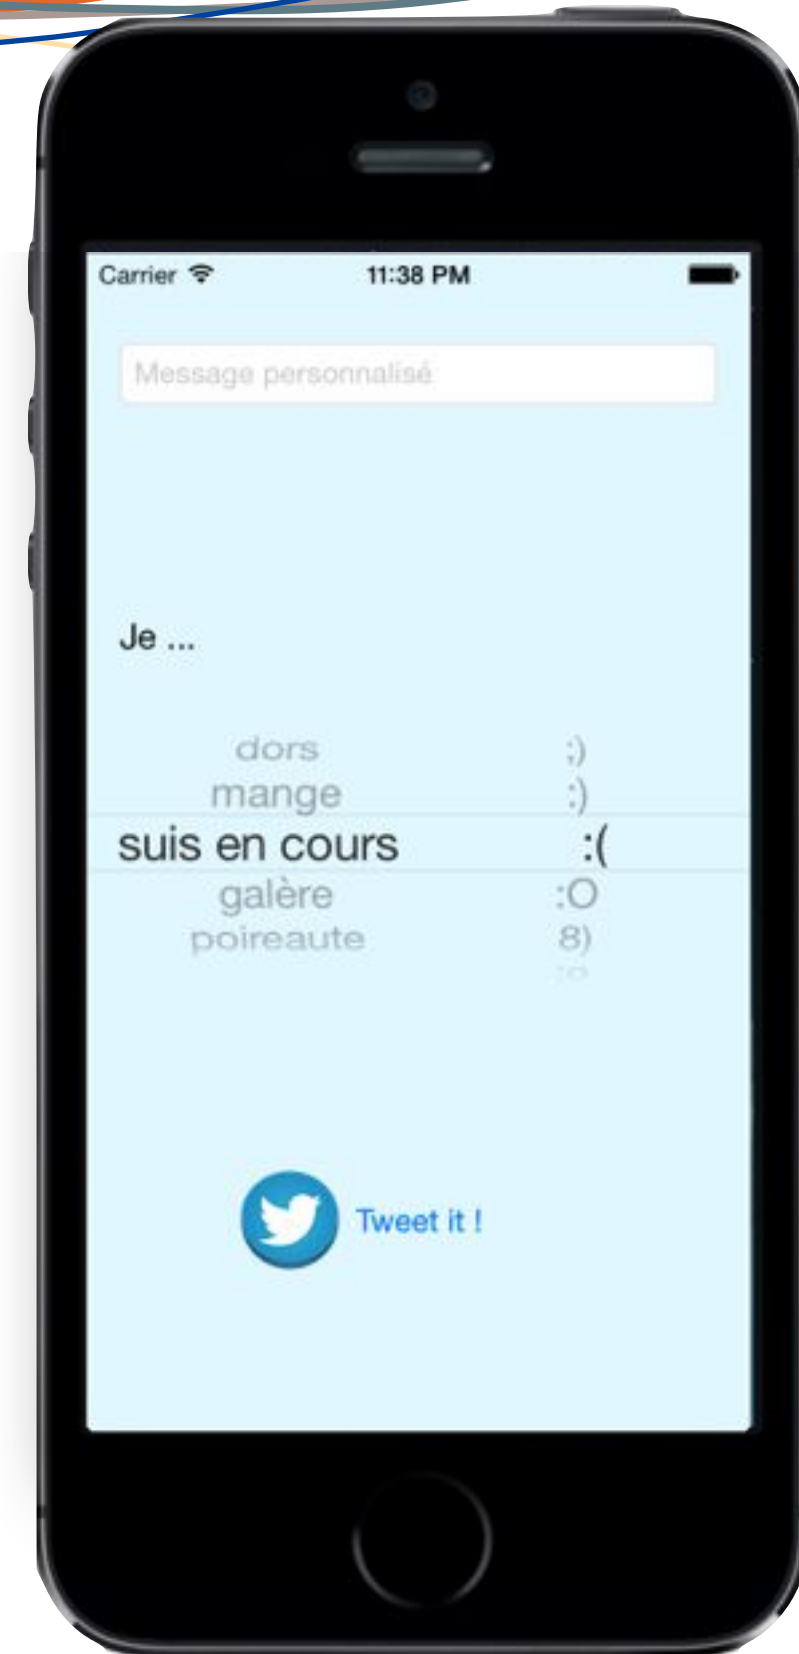 Carrier 11:38 PM
Message personnalisé
Je ...
dors ;)
mange :)
suis en cours :(
galère :O
poireaute 8)
Tweet it !